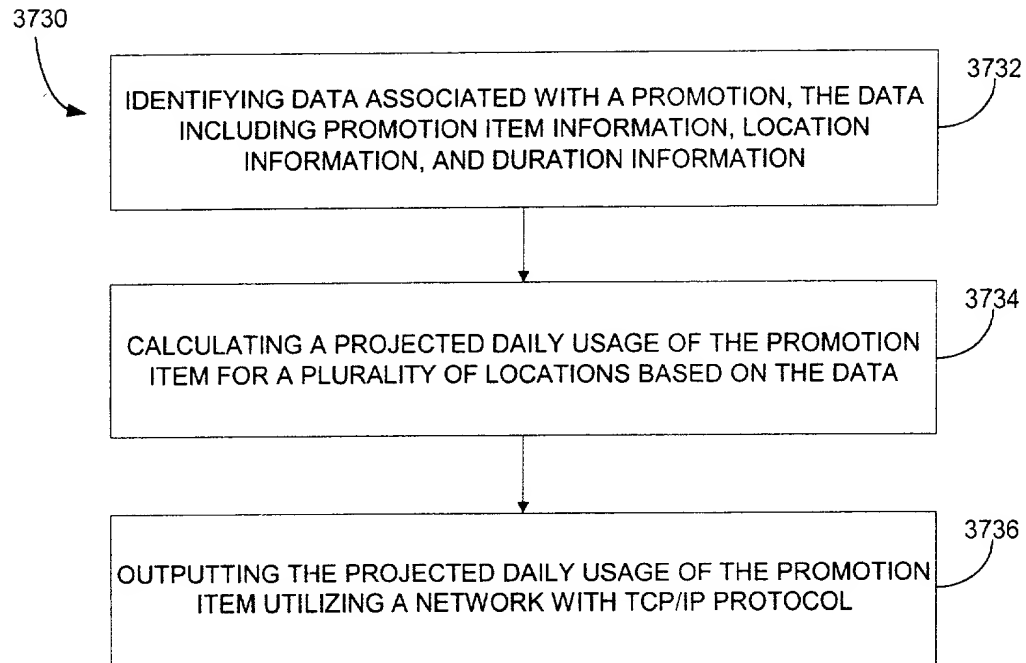 3730
3732
IDENTIFYING DATA ASSOCIATED WITH A PROMOTION, THE DATA
INCLUDING PROMOTION ITEM INFORMATION, LOCATION
INFORMATION, AND DURATION INFORMATION
3734
CALCULATING A PROJECTED DAILY USAGE OF THE PROMOTION
ITEM FOR A PLURALITY OF LOCATIONS BASED ON THE DATA
3736
OUTPUTTING THE PROJECTED DAILY USAGE OF THE PROMOTION
ITEM UTILIZING A NETWORK WITH TCP/IP PROTOCOL